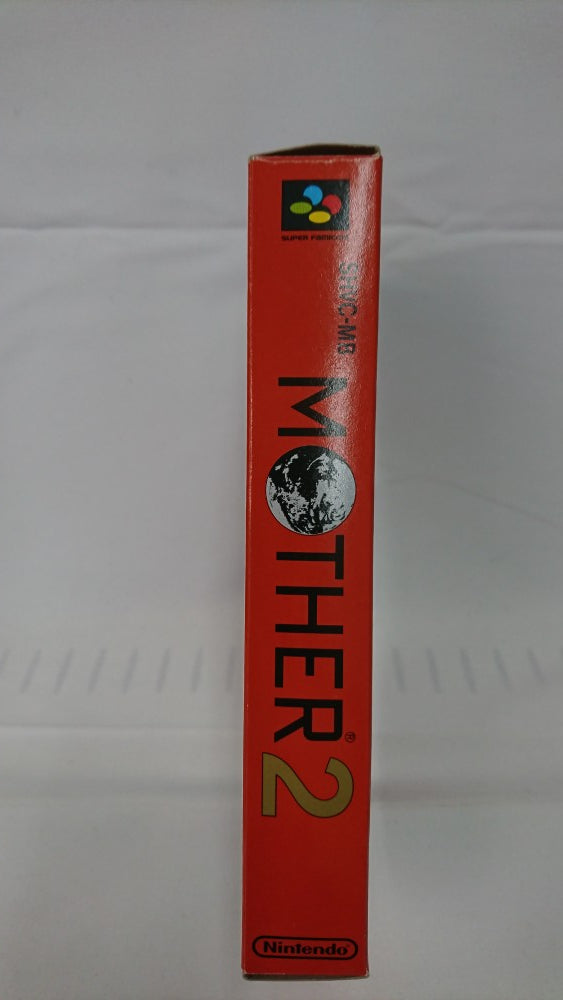 SUPER FAMICOM
SHVC-MB
MOTHER®2
Nintendo®